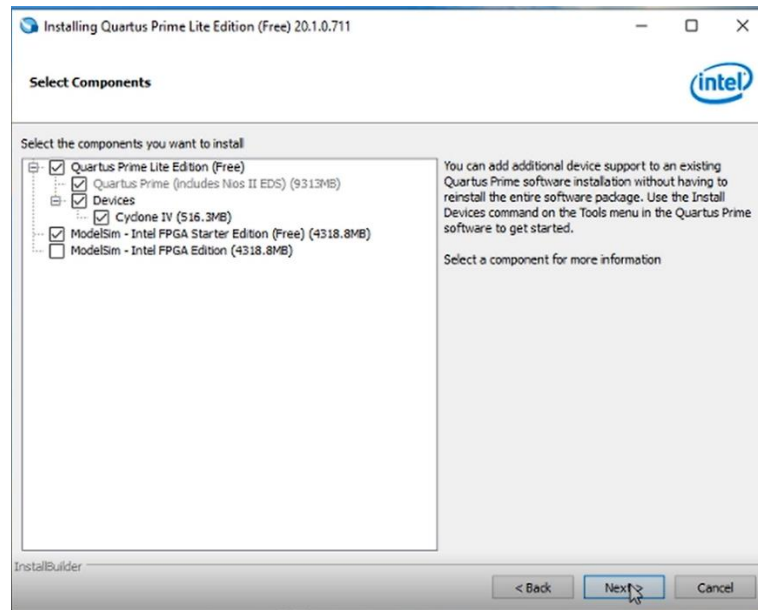 Installing Quartus Prime Lite Edition (Free) 20.1.0.711
Select Components
intel
Select the components you want to install
Quartus Prime Lite Edition (Free)
Quartus Prime (includes Nios II EDS) (9313MB)
Devices
Cyclone IV (516.3MB)
ModelSim - Intel FPGA Starter Edition (Free) (4318.8MB)
ModelSim - Intel FPGA Edition (4318.8MB)
You can add additional device support to an existing
Quartus Prime software installation without having to
reinstall the entire software package. Use the Install
Devices command on the Tools menu in the Quartus Prime
software to get started.
Select a component for more information
InstallBuilder
< Back
Next >
Cancel